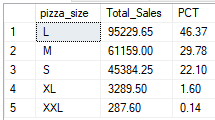 pizza_size Total_Sales PCT
1 L 95229.65 46.37
2 M 61159.00 29.78
3 S 45384.25 22.10
4 XL 3289.50 1.60
5 XXL 287.60 0.14